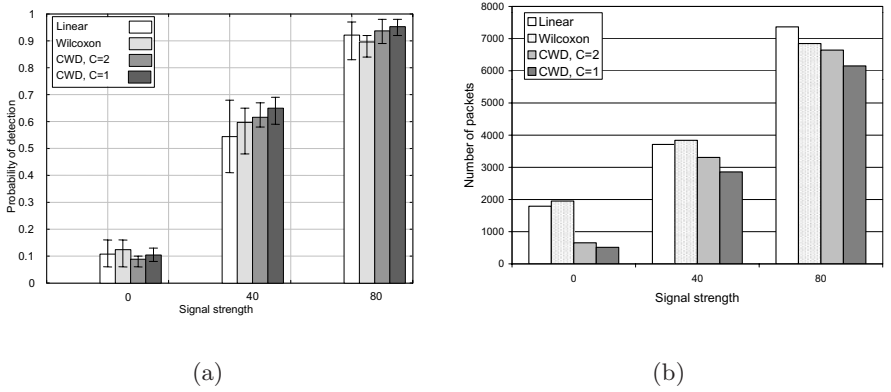 1
0.9
0.8
0.7
0.6
0.5
0.4
0.3
0.2
0.1
0
Probability of detection
Linear
Wilcoxon
CWD, C=2
CWD, C=1
0 40 80
Signal strength
(a)
8000
7000
6000
5000
4000
3000
2000
1000
0
Number of packets
Linear
Wilcoxon
CWD, C=2
CWD, C=1
0 40 80
Signal strength
(b)